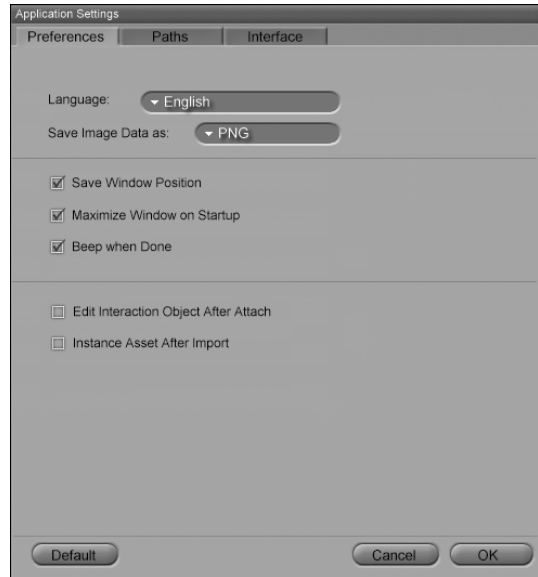 Application Settings
Preferences Paths Interface
Language: English
Save Image Data as: PNG
Save Window Position
Maximize Window on Startup
Beep when Done
Edit Interaction Object After Attach
Instance Asset After Import
Default Cancel OK